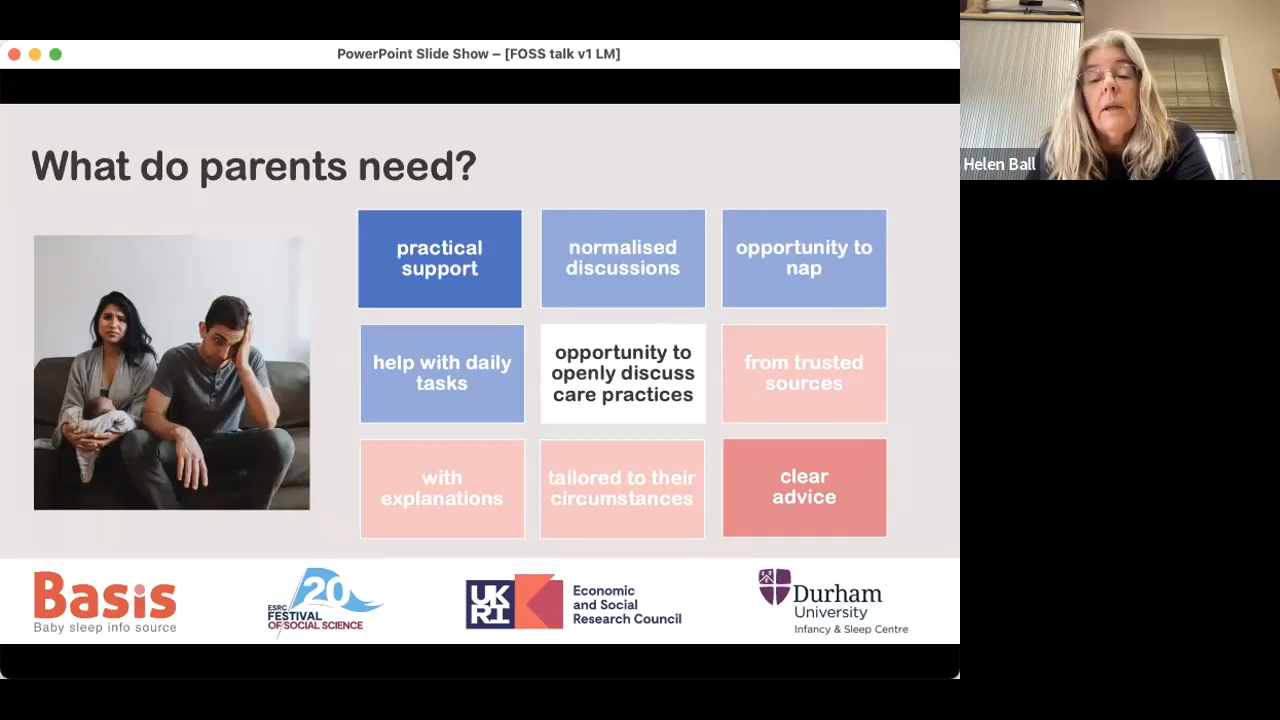 PowerPoint Slide Show – [FOSS talk v1 LM]
Helen Ball
What do parents need?
practical
support
normalised
discussions
opportunity to
nap
help with daily
tasks
opportunity to
openly discuss
care practices
from trusted
sources
with
explanations
tailored to their
circumstances
clear
advice
Basis
Baby sleep info source
20
ESRC
FESTIVAL
OF SOCIAL SCIENCE
UK
RI
Economic
and Social
Research Council
Durham
University
Infancy & Sleep Centre